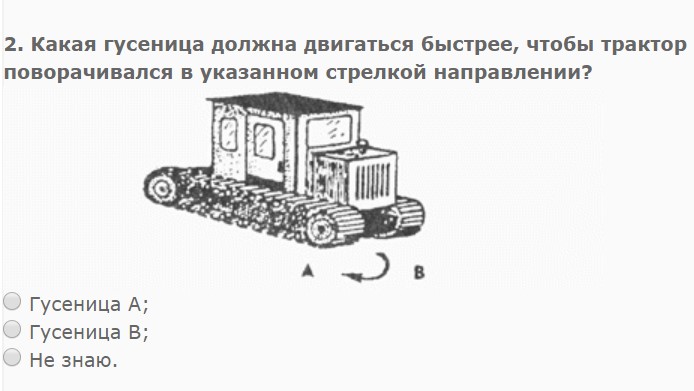 2. Какая гусеница должна двигаться быстрее, чтобы трактор
поворачивался в указанном стрелкой направлении?
A B
Гусеница А;
Гусеница В;
Не знаю.